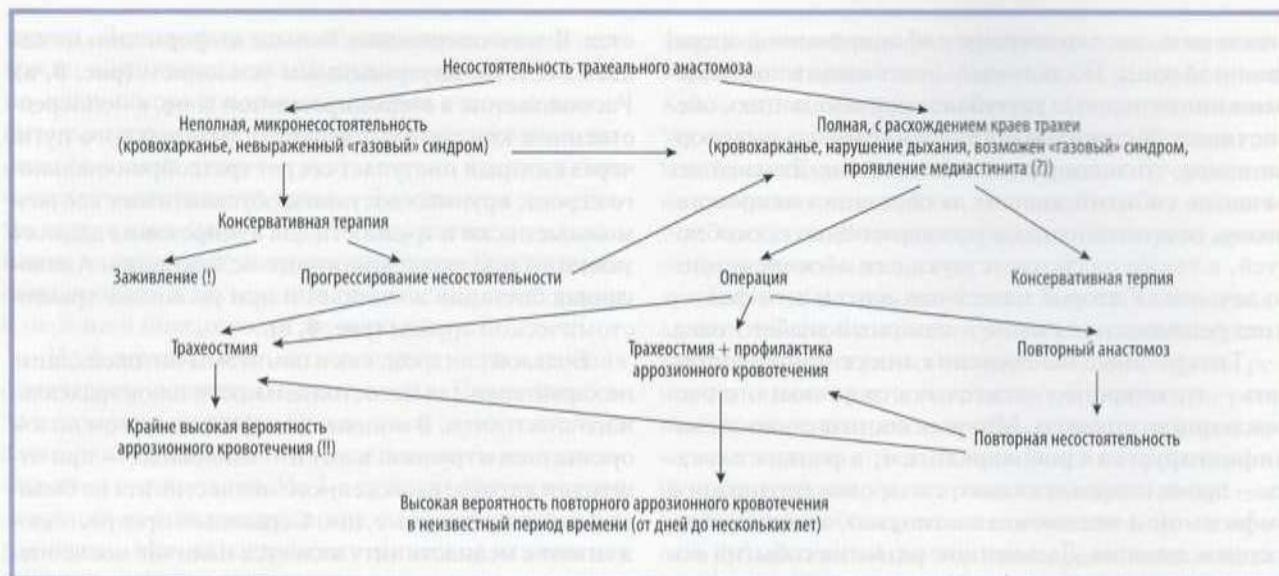 Несостоятельность трахеального анастомоза
Неполная, микронесостоятельность
(кровохарканье, невыраженный «газовый» синдром)
Полная, с расхождением краев трахеи
(кровохарканье, нарушение дыхания, возможен «газовый» синдром,
проявление медиастинита (?))
Консервативная терапия
Заживление (!)
Прогрессирование несостоятельности
Операция
Консервативная терпия
Трахеостмия
Трахеостомия + профилактика
аррозионного кровотечения
Повторный анастомоз
Крайне высокая вероятность
аррозионного кровотечения (!!)
Повторная несостоятельность
Высокая вероятность повторного аррозионного кровотечения
в неизвестный период времени (от дней до нескольких лет)